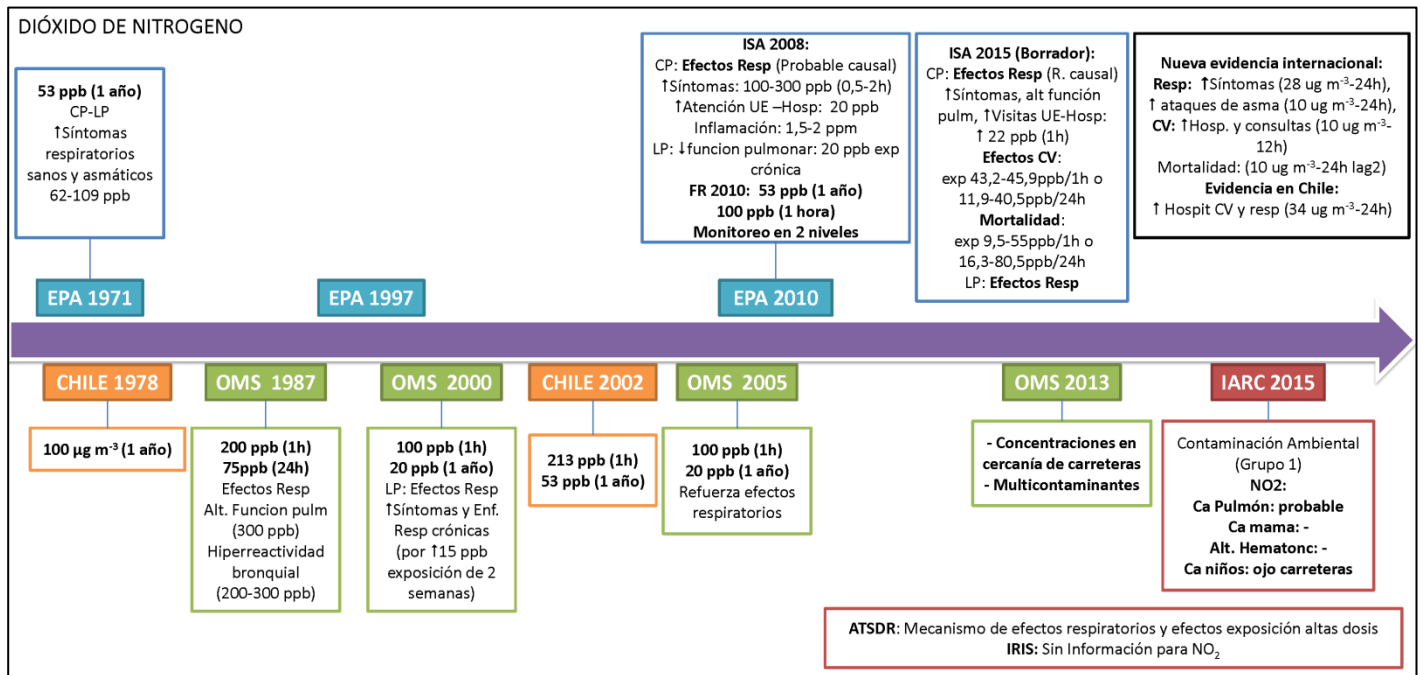 DIÓXIDO DE NITROGENO
53 ppb (1 año)
CP-LP
↑Síntomas
respiratorios
sanos y asmáticos
62-109 ppb
ISA 2008:
CP: Efectos Resp (Probable causal)
↑Síntomas: 100-300 ppb (0,5-2h)
↑Atención UE –Hosp: 20 ppb
Inflamación: 1,5-2 ppm
LP: ↓funcion pulmonar: 20 ppb exp
crónica
FR 2010: 53 ppb (1 año)
100 ppb (1 hora)
Monitoreo en 2 niveles
ISA 2015 (Borrador):
CP: Efectos Resp (R. causal)
↑Síntomas, alt función
pulm, ↑Visitas UE-Hosp:
↑ 22 ppb (1h)
Efectos CV:
exp 43,2-45,9ppb/1h o
11,9-40,5ppb/24h
Mortalidad:
exp 9,5-55ppb/1h o
16,3-80,5ppb/24h
LP: Efectos Resp
Nueva evidencia internacional:
Resp: ↑Síntomas (28 ug m⁻³-24h),
↑ ataques de asma (10 ug m⁻³-24h),
CV: ↑Hosp. y consultas (10 ug m⁻³-
12h)
Mortalidad: (10 ug m⁻³-24h lag2)
Evidencia en Chile:
↑ Hospit CV y resp (34 ug m⁻³-24h)
EPA 1971
EPA 1997
EPA 2010
CHILE 1978
OMS 1987
OMS 2000
CHILE 2002
OMS 2005
OMS 2013
IARC 2015
100 µg m⁻³ (1 año)
200 ppb (1h)
75ppb (24h)
Efectos Resp
Alt. Funcion pulm
(300 ppb)
Hiperreactividad
bronquial
(200-300 ppb)
100 ppb (1h)
20 ppb (1 año)
LP: Efectos Resp
↑Síntomas y Enf.
Resp crónicas
(por ↑15 ppb
exposición de 2
semanas)
213 ppb (1h)
53 ppb (1 año)
100 ppb (1h)
20 ppb (1 año)
Refuerza efectos
respiratorios
- Concentraciones en
cercanía de carreteras
- Multicontaminantes
Contaminación Ambiental
(Grupo 1)
NO2:
Ca Pulmón: probable
Ca mama: -
Alt. Hematonc: -
Ca niños: ojo carreteras
ATSDR: Mecanismo de efectos respiratorios y efectos exposición altas dosis
IRIS: Sin Información para NO₂